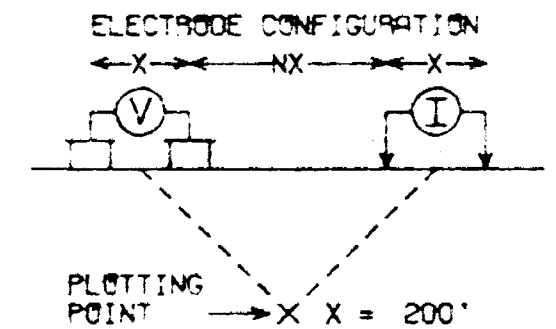 ELECTRODE CONFIGURATION
X NX X
V I
PLOTTING
POINT X X = 200'